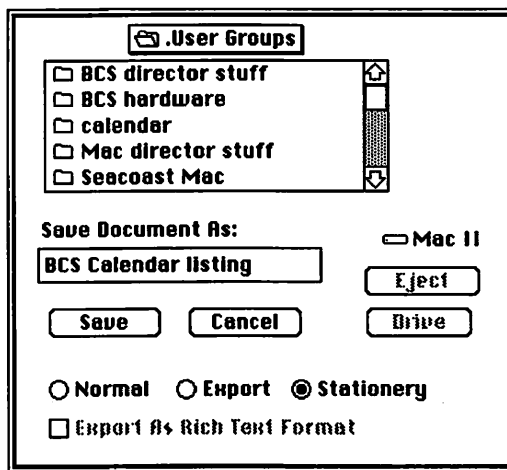 .User Groups
BCS director stuff
BCS hardware
calendar
Mac director stuff
Seacoast Mac
Save Document As:
Mac II
BCS Calendar listing
Eject
Save Cancel Drive
Normal Export Stationery
Export As Rich Text Format